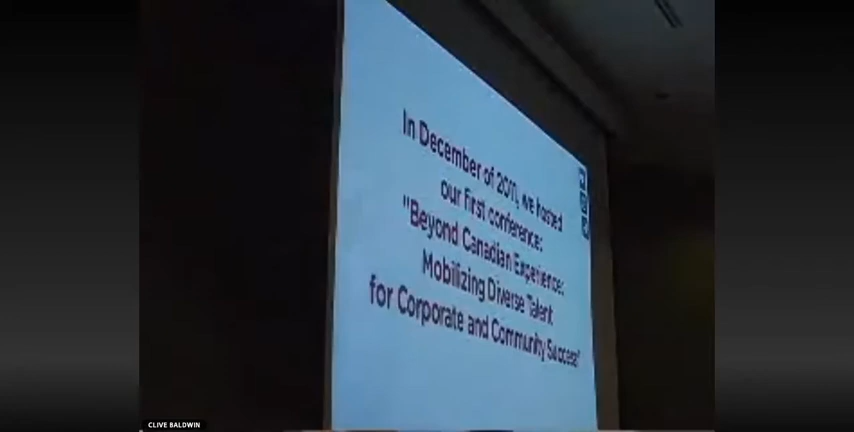 In December of 2011, we hosted
our first conference:
"Beyond Canadian Experience:
Mobilizing Diverse Talent
for Corporate and Community Success"
CLIVE BALDWIN